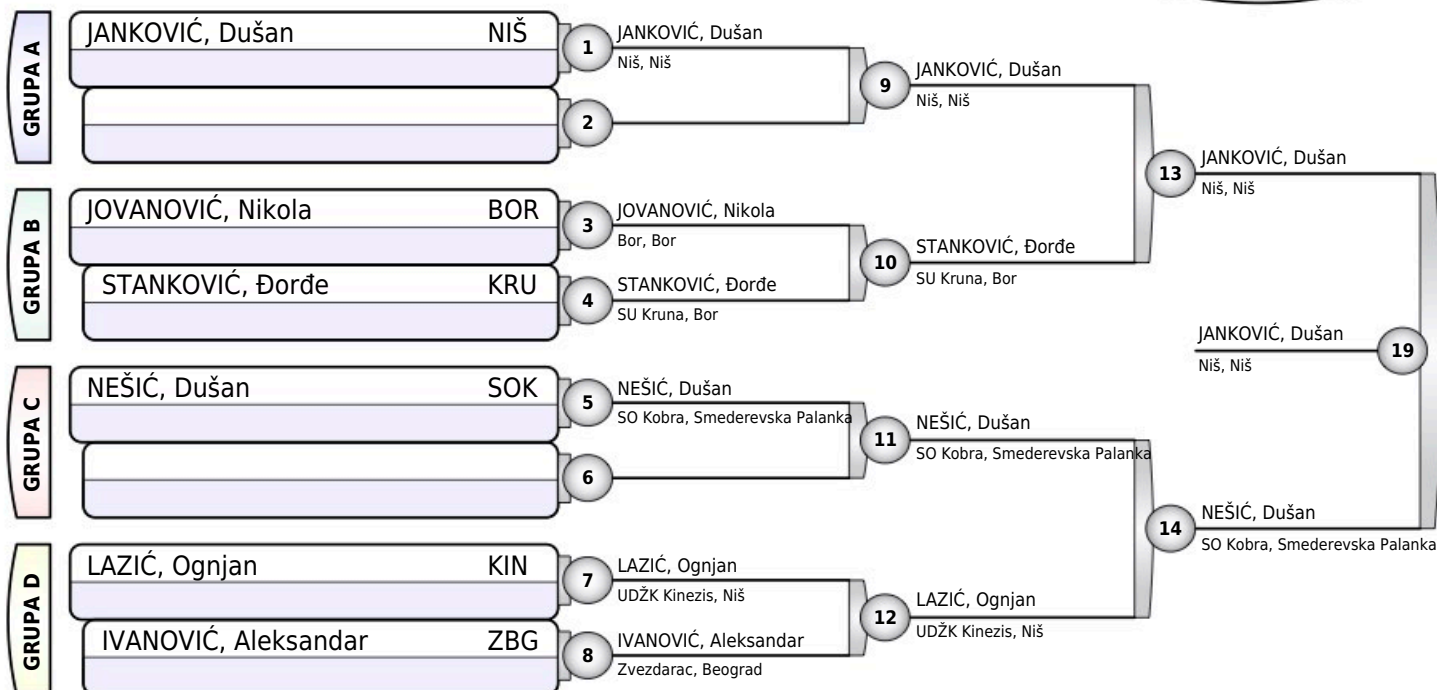 GRUPA A
JANKOVIĆ, Dušan NIŠ
1
JANKOVIĆ, Dušan
Niš, Niš
2
9
JANKOVIĆ, Dušan
Niš, Niš
GRUPA B
JOVANOVIĆ, Nikola BOR
3
JOVANOVIĆ, Nikola
Bor, Bor
STANKOVIĆ, Đorđe KRU
4
STANKOVIĆ, Đorđe
SU Kruna, Bor
10
STANKOVIĆ, Đorđe
SU Kruna, Bor
13
JANKOVIĆ, Dušan
Niš, Niš
GRUPA C
NEŠIĆ, Dušan SOK
5
NEŠIĆ, Dušan
SO Kobra, Smederevska Palanka
6
11
NEŠIĆ, Dušan
SO Kobra, Smederevska Palanka
GRUPA D
LAZIĆ, Ognjan KIN
7
LAZIĆ, Ognjan
UDŽK Kinezis, Niš
IVANOVIĆ, Aleksandar ZBG
8
IVANOVIĆ, Aleksandar
Zvezdarac, Beograd
12
LAZIĆ, Ognjan
UDŽK Kinezis, Niš
14
NEŠIĆ, Dušan
SO Kobra, Smederevska Palanka
JANKOVIĆ, Dušan
Niš, Niš
19